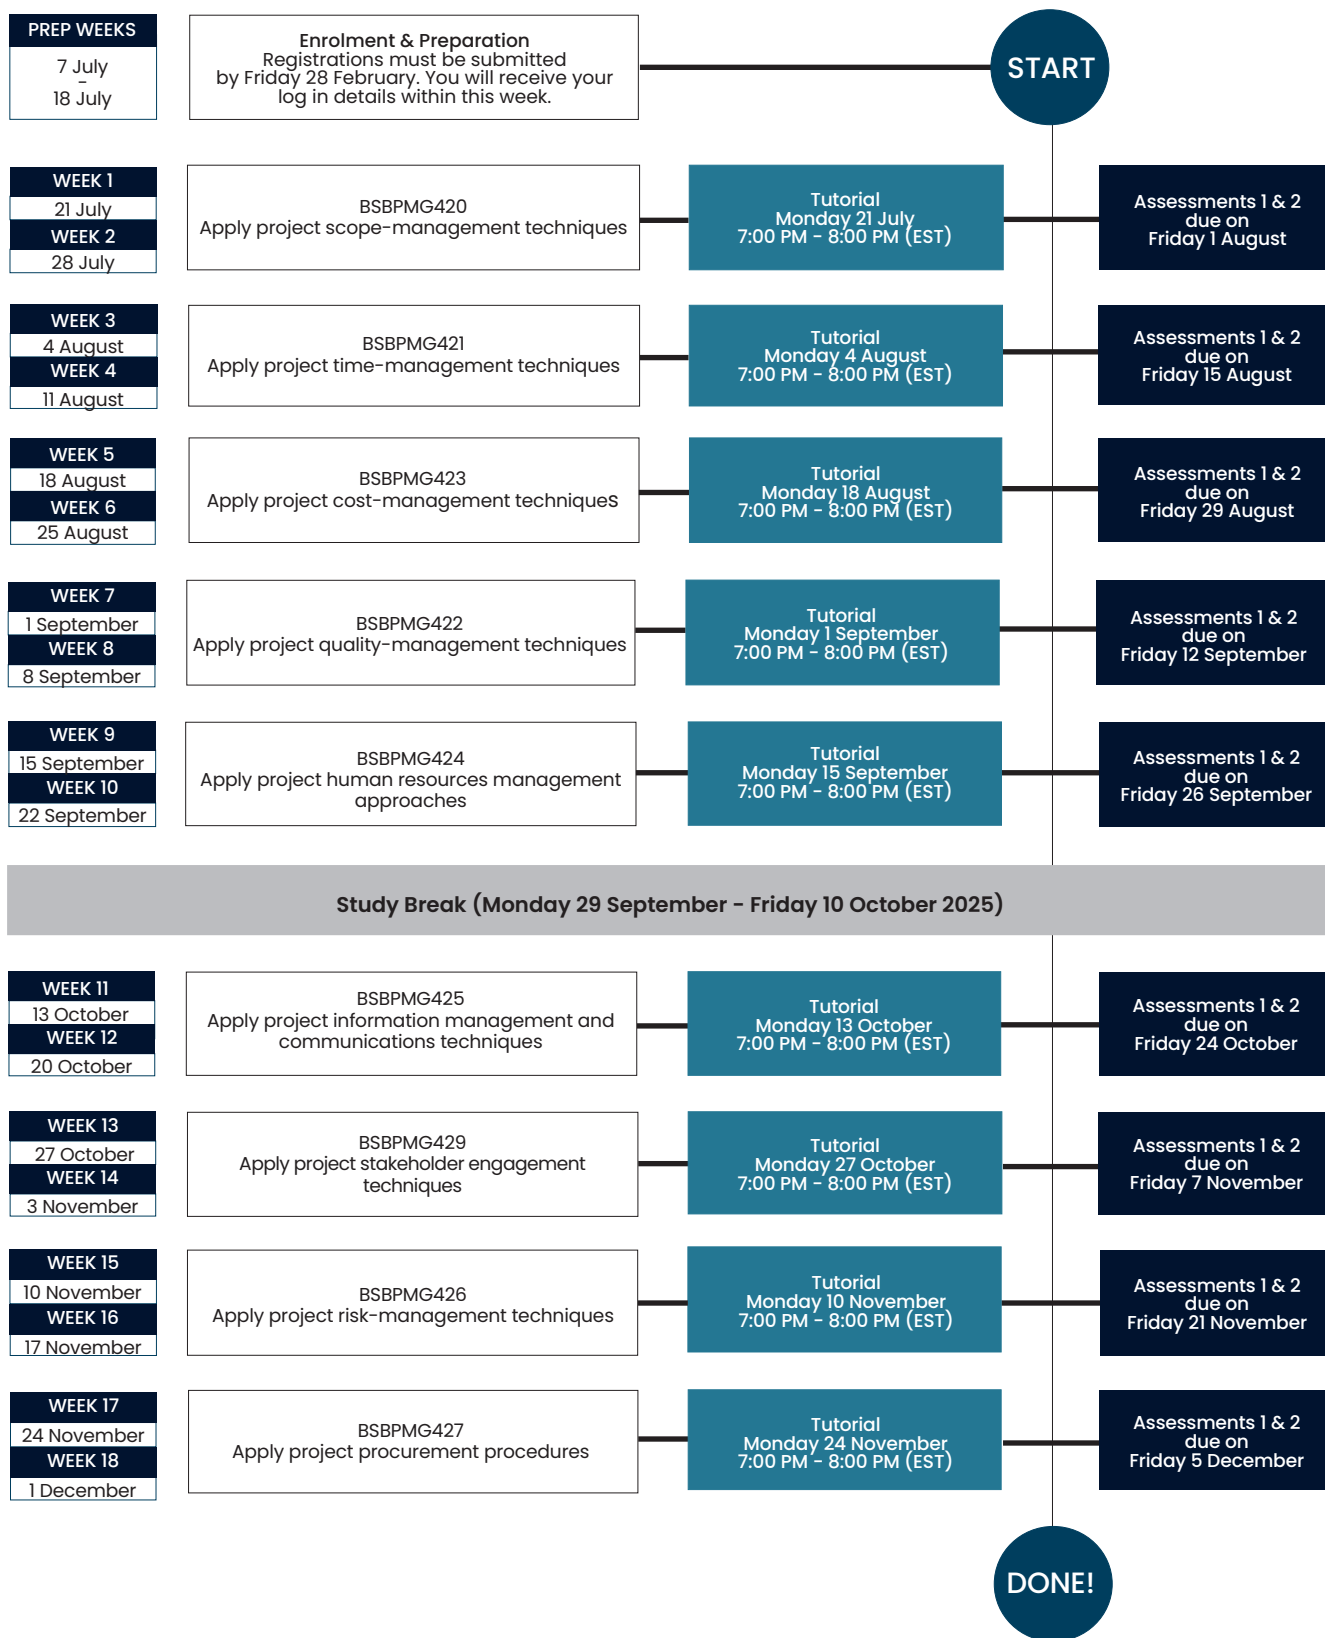 PREP WEEKS
7 July
-
18 July
Enrolment & Preparation
Registrations must be submitted
by Friday 28 February. You will receive your
log in details within this week.
START
WEEK 1
21 July
WEEK 2
28 July
BSBPMG420
Apply project scope-management techniques
Tutorial
Monday 21 July
7:00 PM - 8:00 PM (EST)
Assessments 1 & 2
due on
Friday 1 August
WEEK 3
4 August
WEEK 4
11 August
BSBPMG421
Apply project time-management techniques
Tutorial
Monday 4 August
7:00 PM - 8:00 PM (EST)
Assessments 1 & 2
due on
Friday 15 August
WEEK 5
18 August
WEEK 6
25 August
BSBPMG423
Apply project cost-management techniques
Tutorial
Monday 18 August
7:00 PM - 8:00 PM (EST)
Assessments 1 & 2
due on
Friday 29 August
WEEK 7
1 September
WEEK 8
8 September
BSBPMG422
Apply project quality-management techniques
Tutorial
Monday 1 September
7:00 PM - 8:00 PM (EST)
Assessments 1 & 2
due on
Friday 12 September
WEEK 9
15 September
WEEK 10
22 September
BSBPMG424
Apply project human resources management
approaches
Tutorial
Monday 15 September
7:00 PM - 8:00 PM (EST)
Assessments 1 & 2
due on
Friday 26 September
Study Break (Monday 29 September - Friday 10 October 2025)
WEEK 11
13 October
WEEK 12
20 October
BSBPMG425
Apply project information management and
communications techniques
Tutorial
Monday 13 October
7:00 PM - 8:00 PM (EST)
Assessments 1 & 2
due on
Friday 24 October
WEEK 13
27 October
WEEK 14
3 November
BSBPMG429
Apply project stakeholder engagement
techniques
Tutorial
Monday 27 October
7:00 PM - 8:00 PM (EST)
Assessments 1 & 2
due on
Friday 7 November
WEEK 15
10 November
WEEK 16
17 November
BSBPMG426
Apply project risk-management techniques
Tutorial
Monday 10 November
7:00 PM - 8:00 PM (EST)
Assessments 1 & 2
due on
Friday 21 November
WEEK 17
24 November
WEEK 18
1 December
BSBPMG427
Apply project procurement procedures
Tutorial
Monday 24 November
7:00 PM - 8:00 PM (EST)
Assessments 1 & 2
due on
Friday 5 December
DONE!